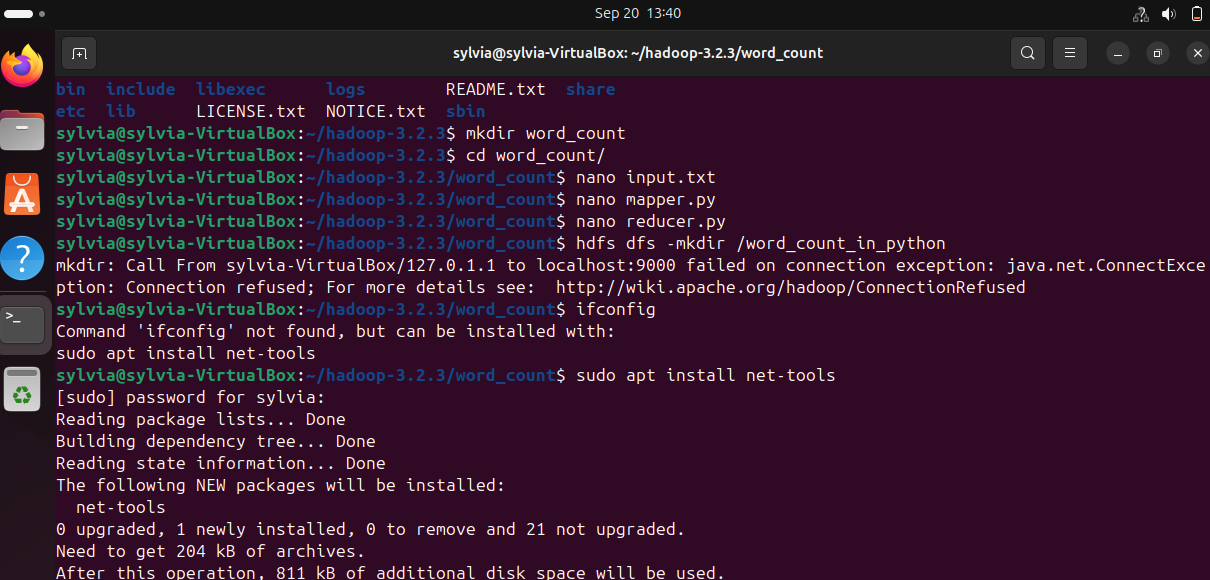 Sep 20 13:40
sylvia@sylvia-VirtualBox: ~/hadoop-3.2.3/word_count
bin include libexec logs README.txt share
etc lib LICENSE.txt NOTICE.txt sbin
sylvia@sylvia-VirtualBox:~/hadoop-3.2.3$ mkdir word_count
sylvia@sylvia-VirtualBox:~/hadoop-3.2.3$ cd word_count/
sylvia@sylvia-VirtualBox:~/hadoop-3.2.3/word_count$ nano input.txt
sylvia@sylvia-VirtualBox:~/hadoop-3.2.3/word_count$ nano mapper.py
sylvia@sylvia-VirtualBox:~/hadoop-3.2.3/word_count$ nano reducer.py
sylvia@sylvia-VirtualBox:~/hadoop-3.2.3/word_count$ hdfs dfs -mkdir /word_count_in_python
mkdir: Call From sylvia-VirtualBox/127.0.1.1 to localhost:9000 failed on connection exception: java.net.ConnectExce
ption: Connection refused; For more details see:  http://wiki.apache.org/hadoop/ConnectionRefused
sylvia@sylvia-VirtualBox:~/hadoop-3.2.3/word_count$ ifconfig
Command 'ifconfig' not found, but can be installed with:
sudo apt install net-tools
sylvia@sylvia-VirtualBox:~/hadoop-3.2.3/word_count$ sudo apt install net-tools
[sudo] password for sylvia:
Reading package lists... Done
Building dependency tree... Done
Reading state information... Done
The following NEW packages will be installed:
net-tools
0 upgraded, 1 newly installed, 0 to remove and 21 not upgraded.
Need to get 204 kB of archives.
After this operation, 811 kB of additional disk space will be used.